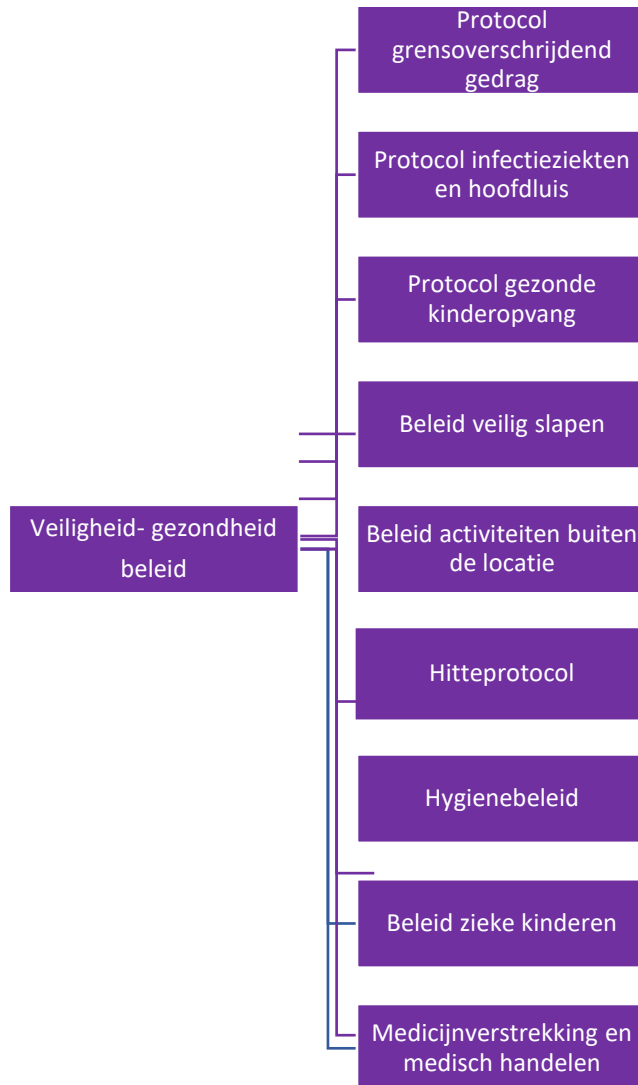 Protocol
grensoverschrijdend
gedrag
Protocol infectieziekten
en hoofdluis
Protocol gezonde
kinderopvang
Beleid veilig slapen
Veiligheid- gezondheid
beleid
Beleid activiteiten buiten
de locatie
Hitteprotocol
Hygienebeleid
Beleid zieke kinderen
Medicijnverstrekking en
medisch handelen